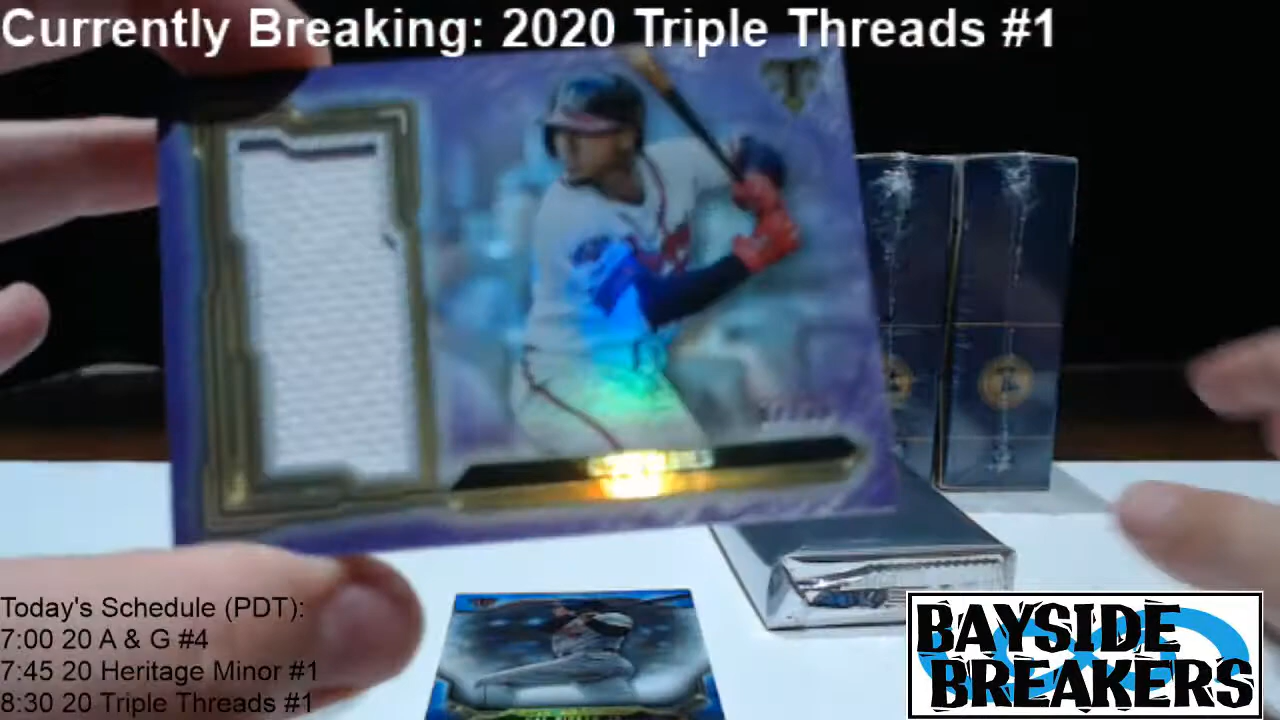 Currently Breaking: 2020 Triple Threads #1
Today's Schedule (PDT):
7:00 20 A & G #4
7:45 20 Heritage Minor #1
8:30 20 Triple Threads #1
BAYSIDE
BREAKERS